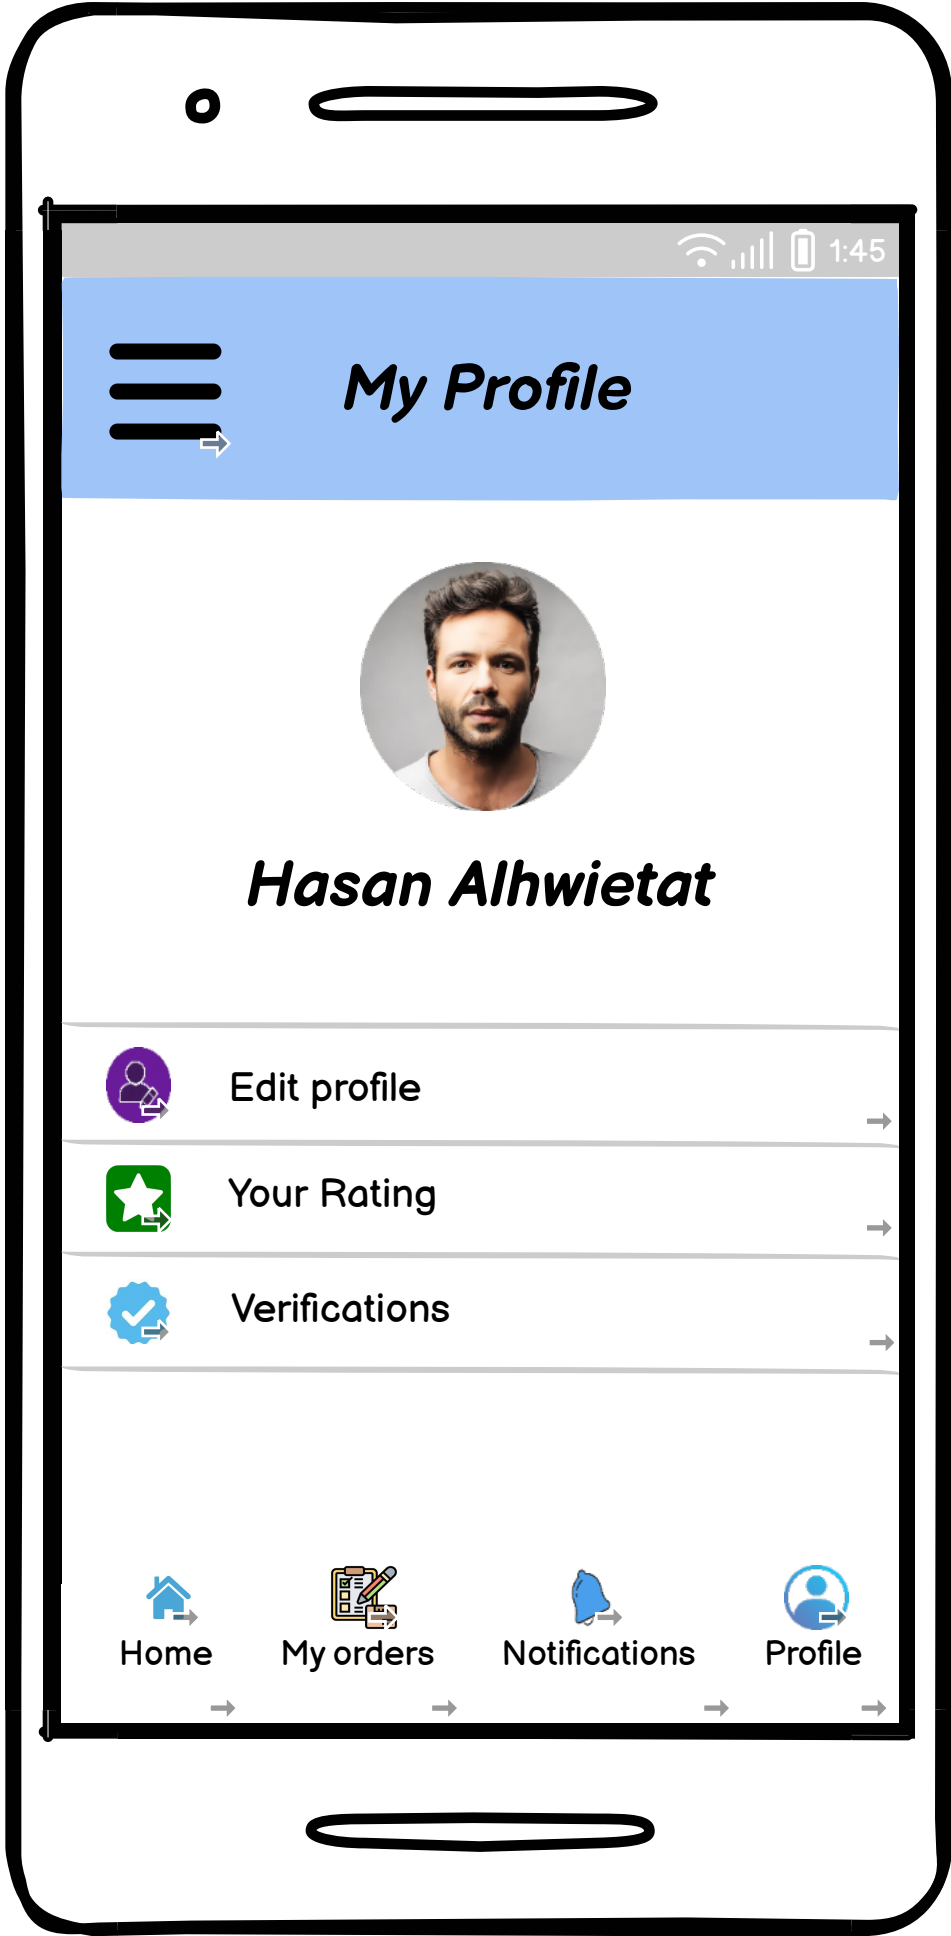 1:45
My Profile
Hasan Alhwietat
Edit profile
Your Rating
Verifications
Home
My orders
Notifications
Profile